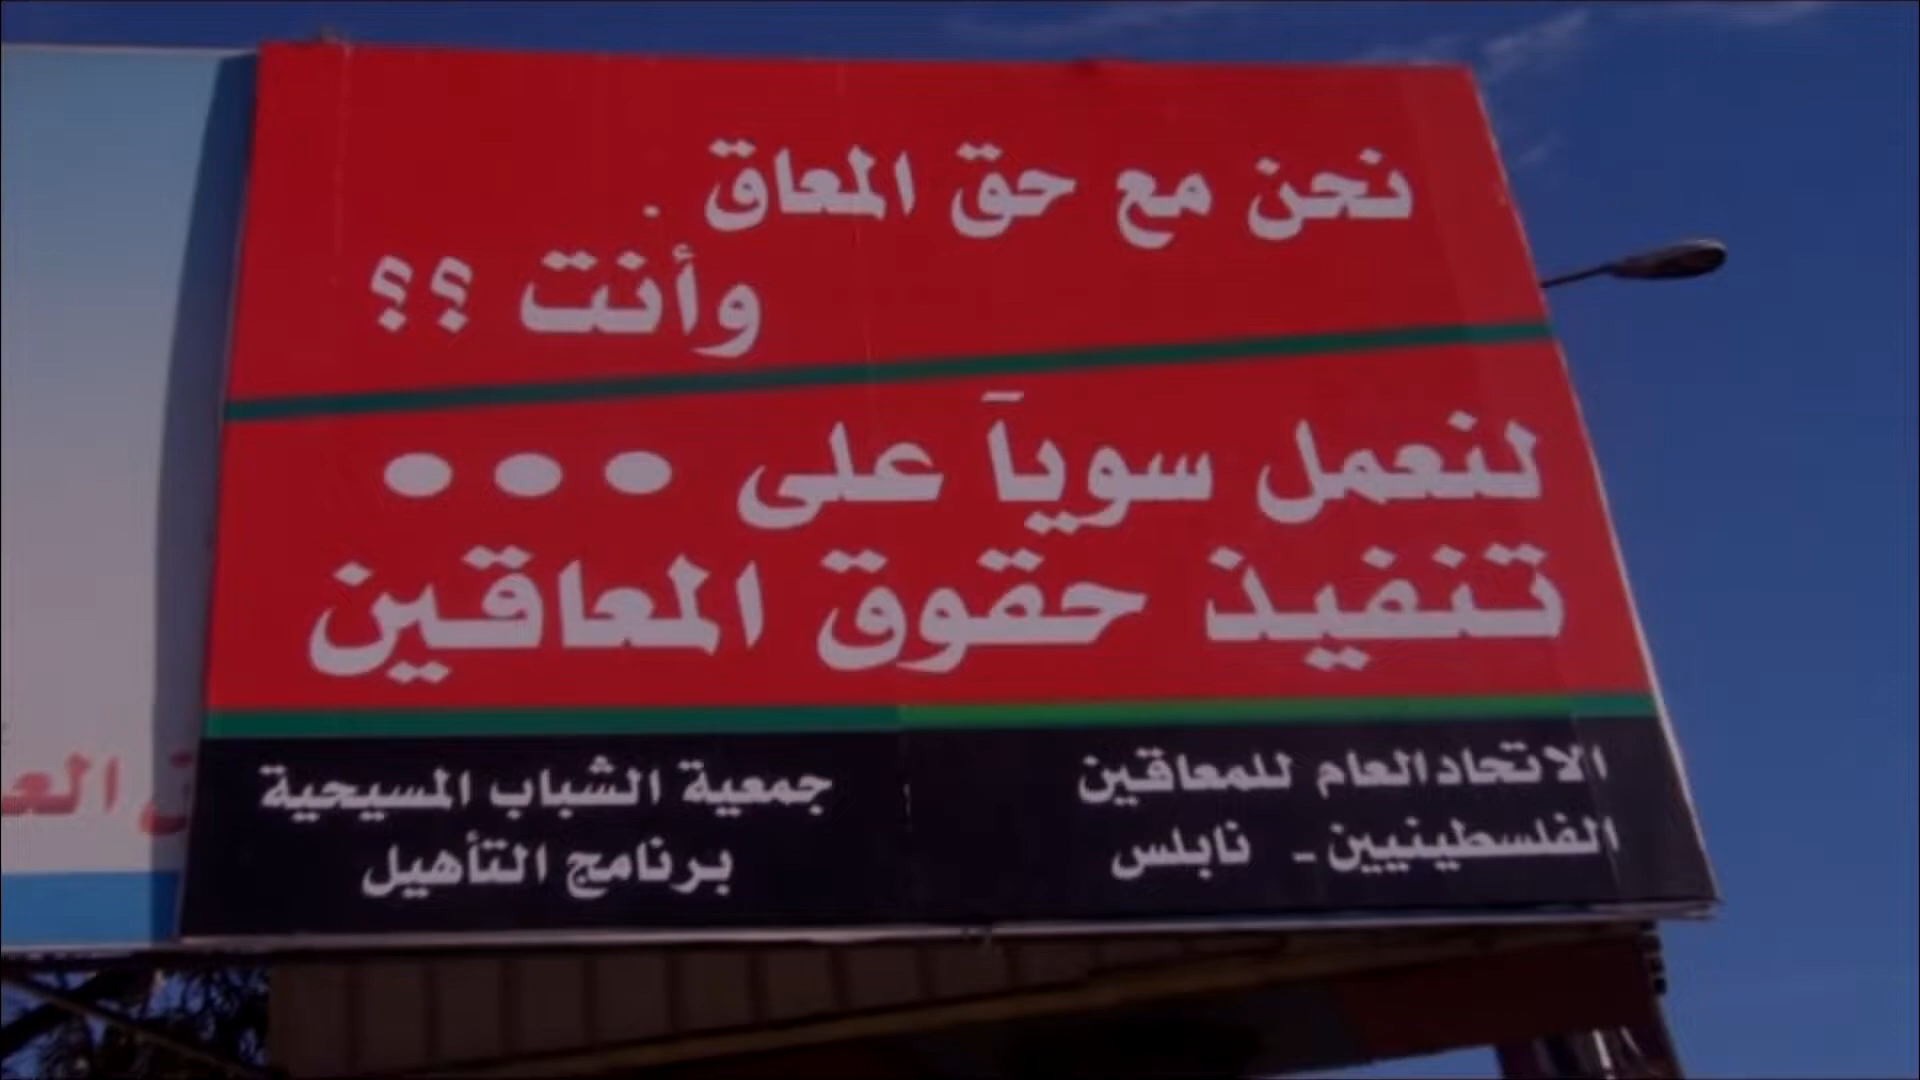 نحن مع حق المعاق .
وأنت ؟؟
لنعمل سوياً على ...
تنفيذ حقوق المعاقين
الاتحاد العام للمعاقين
الفلسطينيين - نابلس
جمعية الشباب المسيحية
برنامج التأهيل